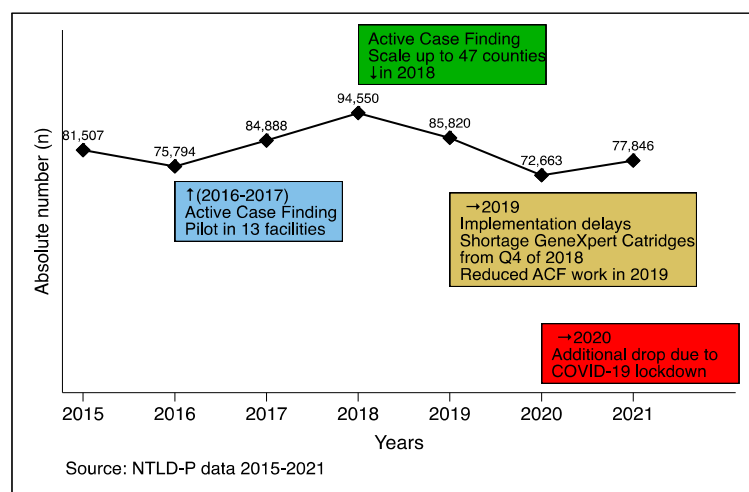 Active Case Finding
Scale up to 47 counties
↓in 2018
94,550
84,888
85,820
81,507
75,794
77,846
72,663
↑(2016-2017)
Active Case Finding
Pilot in 13 facilities
→2019
Implementation delays
Shortage GeneXpert Catridges
from Q4 of 2018
Reduced ACF work in 2019
→2020
Additional drop due to
COVID-19 lockdown
Absolute number (n)
2015 2016 2017 2018 2019 2020 2021
Years
Source: NTLD-P data 2015-2021